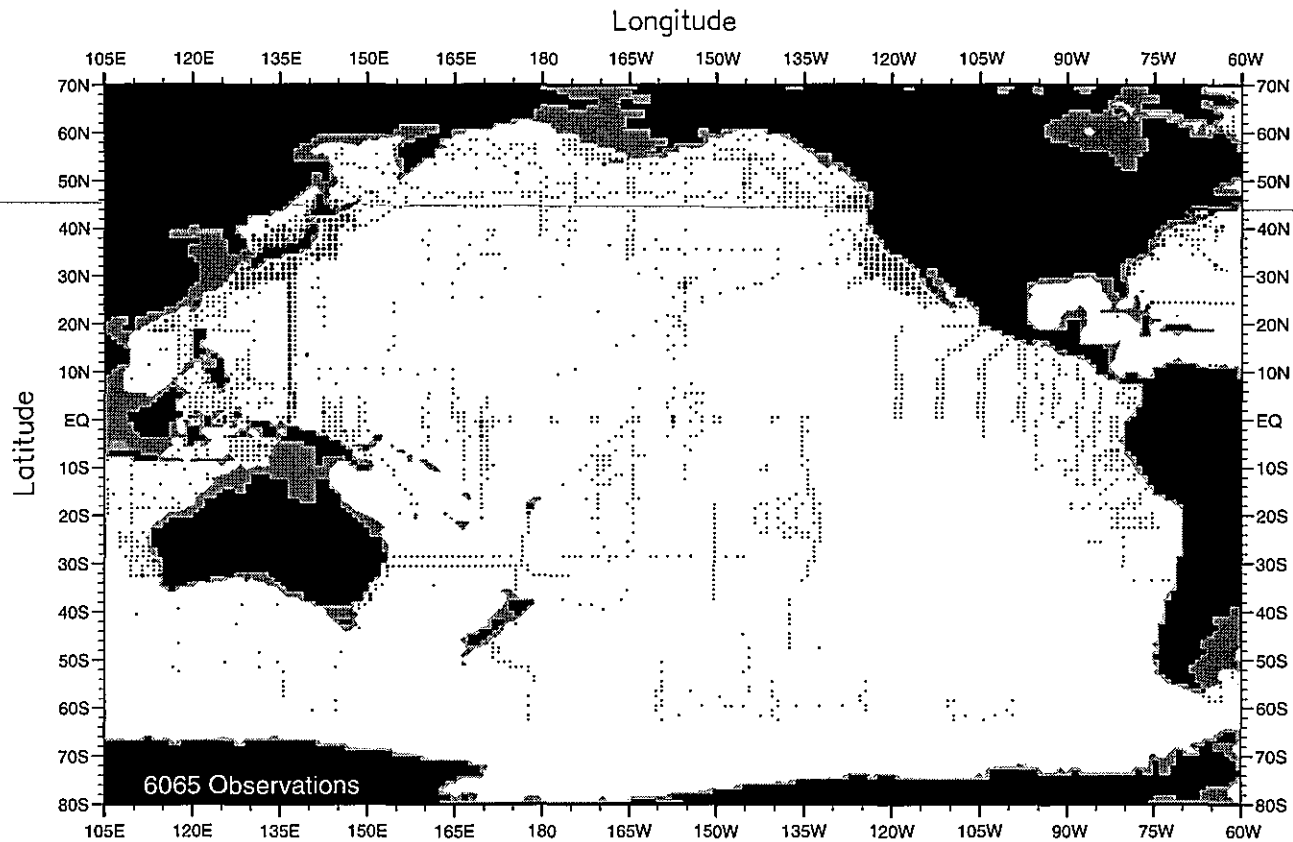 Longitude
105E 120E 135E 150E 165E 180 165W 150W 135W 120W 105W 90W 75W 60W
70N 70N
60N 60N
50N 50N
40N 40N
30N 30N
20N 20N
10N 10N
EQ EQ
Latitude
10S 10S
20S 20S
30S 30S
40S 40S
50S 50S
60S 60S
70S 70S
6065 Observations
80S 80S
105E 120E 135E 150E 165E 180 165W 150W 135W 120W 105W 90W 75W 60W